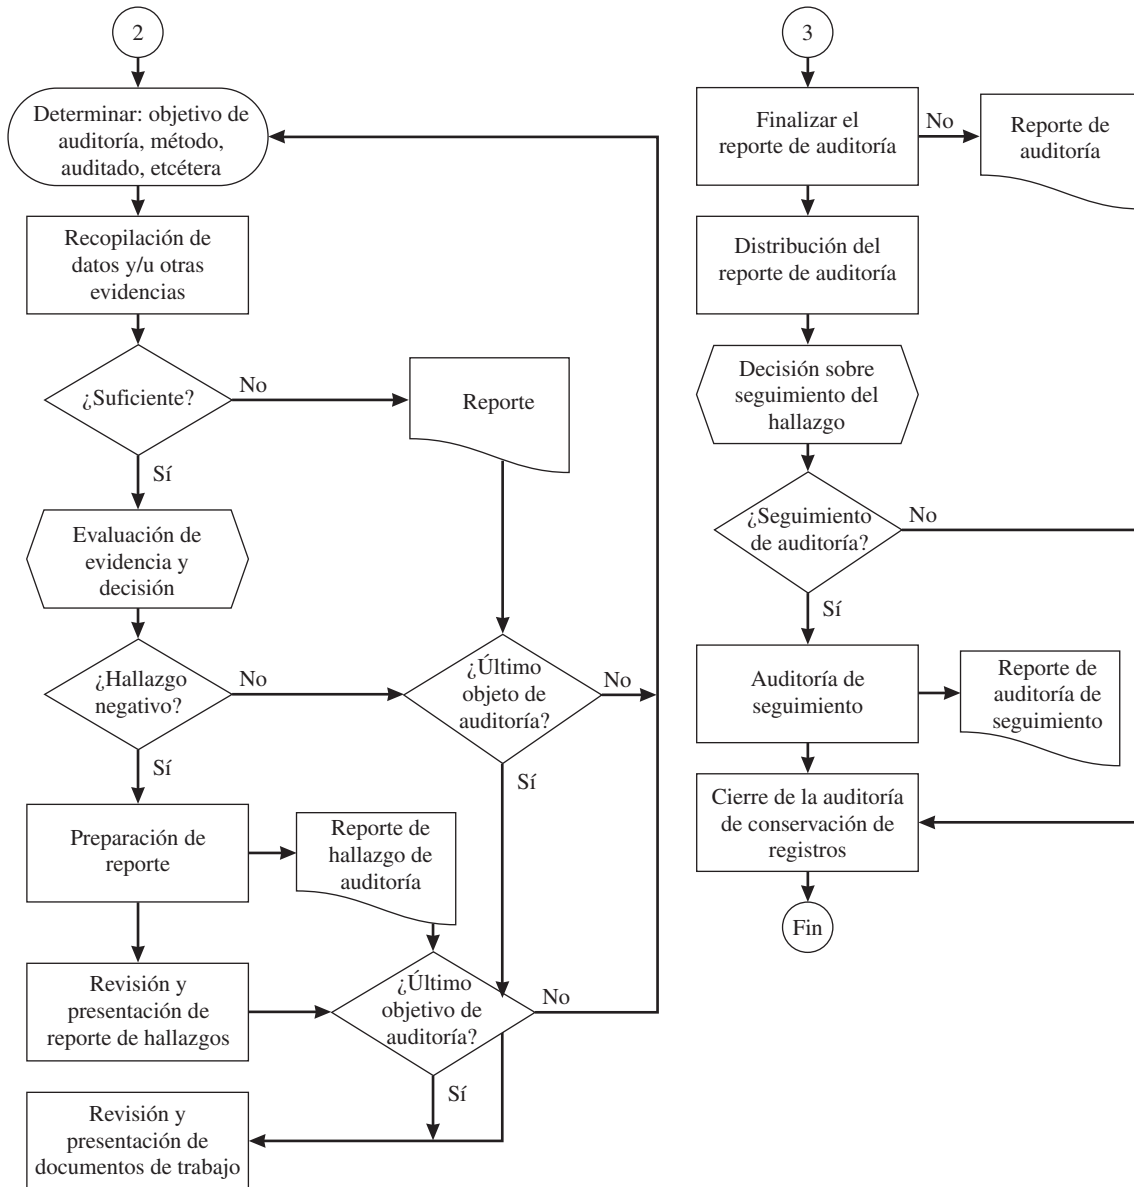 2
Determinar: objetivo de
auditoría, método,
auditado, etcétera
Recopilación de
datos y/u otras
evidencias
¿Suficiente?
No
Reporte
Sí
Evaluación de
evidencia y
decisión
¿Hallazgo
negativo?
No
¿Último
objeto de
auditoría?
No
Sí
Sí
Preparación de
reporte
Reporte de
hallazgo de
auditoría
Revisión y
presentación de
reporte de hallazgos
¿Último
objetivo de
auditoría?
No
Sí
Revisión y
presentación de
documentos de trabajo
3
Finalizar el
reporte de auditoría
No
Reporte de
auditoría
Distribución del
reporte de auditoría
Decisión sobre
seguimiento del
hallazgo
¿Seguimiento
de auditoría?
No
Sí
Auditoría de
seguimiento
Reporte de
auditoría de
seguimiento
Cierre de la auditoría
de conservación de
registros
Fin